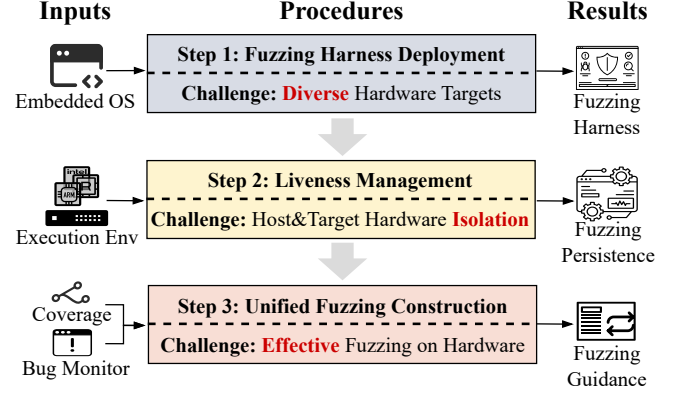 Inputs
Procedures
Results
Step 1: Fuzzing Harness Deployment
Challenge: Diverse Hardware Targets
Embedded OS
Fuzzing
Harness
Step 2: Liveness Management
Challenge: Host&Target Hardware Isolation
intel
ARM
Execution Env
Fuzzing
Persistence
Step 3: Unified Fuzzing Construction
Challenge: Effective Fuzzing on Hardware
Coverage
Bug Monitor
Fuzzing
Guidance